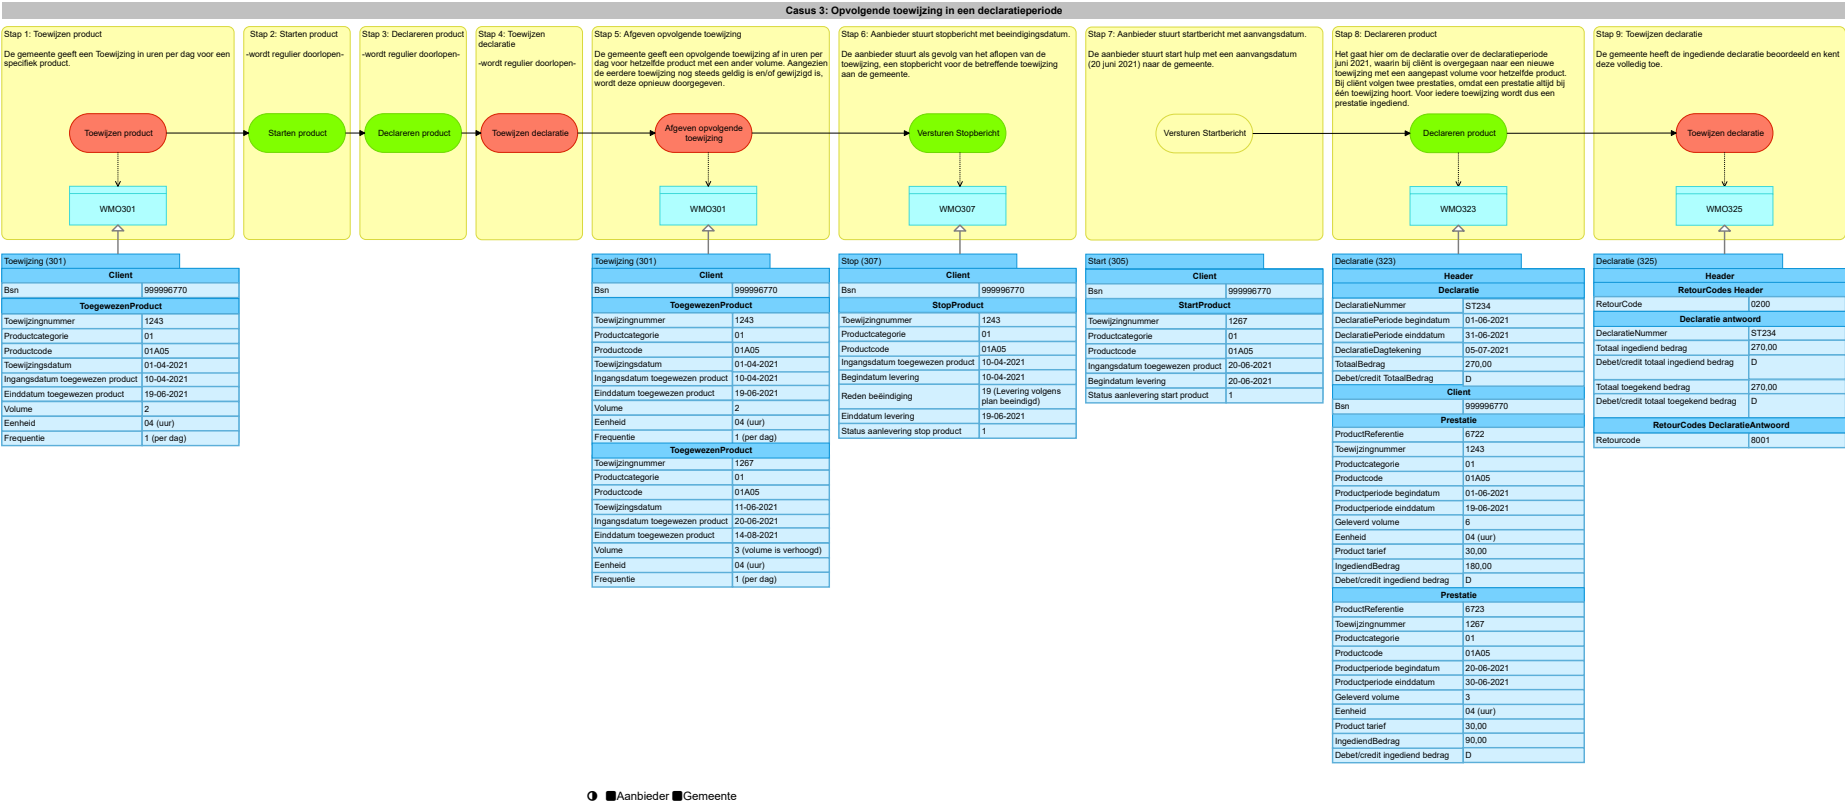 Casus 3: Opvolgende toewijzing in een declaratieperiode
Stap 1: Toewijzen product
De gemeente geeft een Toewijzing in uren per dag voor een
specifiek product.
Toewijzen product
WMO301
Stap 2: Starten product
-wordt regulier doorlopen-
Starten product
Stap 3: Declareren product
-wordt regulier doorlopen-
Declareren product
Stap 4: Toewijzen
declaratie
-wordt regulier doorlopen-
Toewijzen declaratie
Stap 5: Afgeven opvolgende toewijzing
De gemeente geeft een opvolgende toewijzing af in uren per
dag voor hetzelfde product met een ander volume. Aangezien
de eerdere toewijzing nog steeds geldig is en/of gewijzigd is,
wordt deze opnieuw doorgegeven.
Afgeven opvolgende
toewijzing
WMO301
Stap 6: Aanbieder stuurt stopbericht met beeindigingsdatum.
De aanbieder stuurt als gevolg van het aflopen van de
toewijzing, een stopbericht voor de betreffende toewijzing
aan de gemeente.
Versturen Stopbericht
WMO307
Stap 7: Aanbieder stuurt startbericht met aanvangsdatum.
De aanbieder stuurt start hulp met een aanvangsdatum
(20 juni 2021) naar de gemeente.
Versturen Startbericht
Stap 8: Declareren product
Het gaat hier om de declaratie over de declaratieperiode
juni 2021, waarin bij cliënt is overgegaan naar een nieuwe
toewijzing met een aangepast volume voor hetzelfde product.
Bij cliënt volgen twee prestaties, omdat een prestatie altijd bij
één toewijzing hoort. Voor iedere toewijzing wordt dus een
prestatie ingediend.
Declareren product
WMO323
Stap 9: Toewijzen declaratie
De gemeente heeft de ingediende declaratie beoordeeld en kent
deze volledig toe.
Toewijzen declaratie
WMO325
Toewijzing (301)
Client
Bsn 999996770
ToegewezenProduct
Toewijzingnummer 1243
Productcategorie 01
Productcode 01A05
Toewijzingsdatum 01-04-2021
Ingangsdatum toegewezen product 10-04-2021
Einddatum toegewezen product 19-06-2021
Volume 2
Eenheid 04 (uur)
Frequentie 1 (per dag)
Toewijzing (301)
Client
Bsn 999996770
ToegewezenProduct
Toewijzingnummer 1243
Productcategorie 01
Productcode 01A05
Toewijzingsdatum 01-04-2021
Ingangsdatum toegewezen product 10-04-2021
Einddatum toegewezen product 19-06-2021
Volume 2
Eenheid 04 (uur)
Frequentie 1 (per dag)
ToegewezenProduct
Toewijzingnummer 1267
Productcategorie 01
Productcode 01A05
Toewijzingsdatum 11-06-2021
Ingangsdatum toegewezen product 20-06-2021
Einddatum toegewezen product 14-08-2021
Volume 3 (volume is verhoogd)
Eenheid 04 (uur)
Frequentie 1 (per dag)
Stop (307)
Client
Bsn 999996770
StopProduct
Toewijzingnummer 1243
Productcategorie 01
Productcode 01A05
Ingangsdatum toegewezen product 10-04-2021
Begindatum levering 10-04-2021
Reden beëindiging 19 (Levering volgens
plan beeindigd)
Einddatum levering 19-06-2021
Status aanlevering stop product 1
Start (305)
Client
Bsn 999996770
StartProduct
Toewijzingnummer 1267
Productcategorie 01
Productcode 01A05
Ingangsdatum toegewezen product 20-06-2021
Begindatum levering 20-06-2021
Status aanlevering start product 1
Declaratie (323)
Header
Declaratie
DeclaratieNummer ST234
DeclaratiePeriode begindatum 01-06-2021
DeclaratiePeriode einddatum 31-06-2021
DeclaratieDagtekening 05-07-2021
TotaalBedrag 270,00
Debet/credit TotaalBedrag D
Client
Bsn 999996770
Prestatie
ProductReferentie 6722
Toewijzingnummer 1243
Productcategorie 01
Productcode 01A05
Productperiode begindatum 01-06-2021
Productperiode einddatum 19-06-2021
Geleverd volume 6
Eenheid 04 (uur)
Product tarief 30,00
IngediendBedrag 180,00
Debet/credit ingediend bedrag D
Prestatie
ProductReferentie 6723
Toewijzingnummer 1267
Productcategorie 01
Productcode 01A05
Productperiode begindatum 20-06-2021
Productperiode einddatum 30-06-2021
Geleverd volume 3
Eenheid 04 (uur)
Product tarief 30,00
IngediendBedrag 90,00
Debet/credit ingediend bedrag D
Declaratie (325)
Header
RetourCodes Header
RetourCode 0200
Declaratie antwoord
DeclaratieNummer ST234
Totaal ingediend bedrag 270,00
Debet/credit totaal ingediend bedrag D
Totaal toegekend bedrag 270,00
Debet/credit totaal toegekend bedrag D
RetourCodes DeclaratieAntwoord
Retourcode 8001
Aanbieder Gemeente